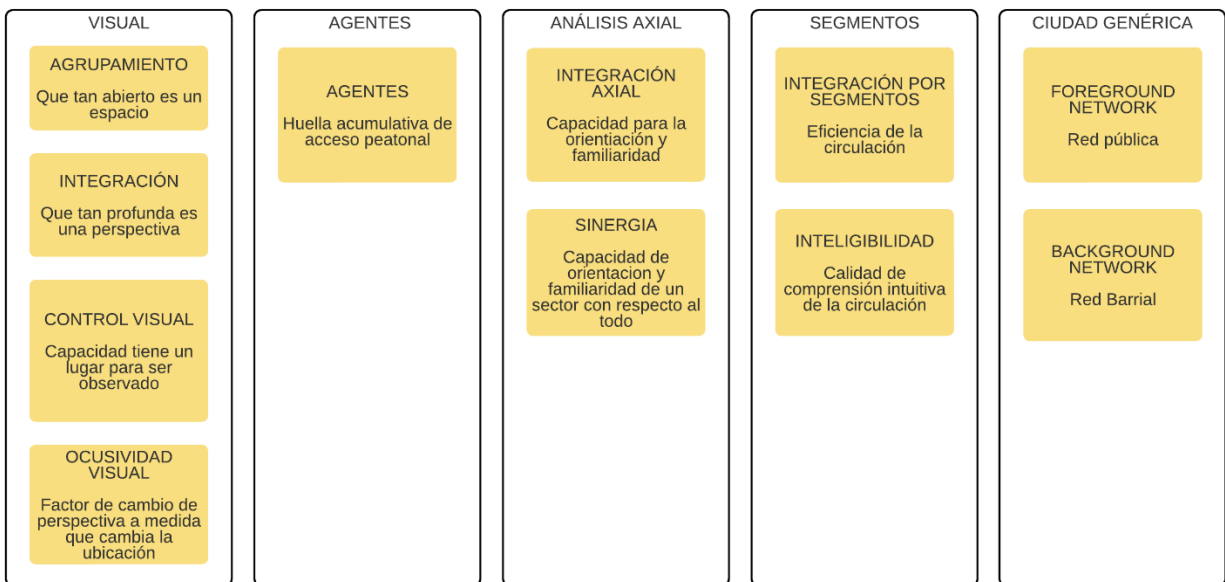 VISUAL
AGRUPAMIENTO
Que tan abierto es un
espacio
INTEGRACIÓN
Que tan profunda es
una perspectiva
CONTROL VISUAL
Capacidad tiene un
lugar para ser
observado
OCUSIVIDAD
VISUAL
Factor de cambio de
perspectiva a medida
que cambia la
ubicación
AGENTES
AGENTES
Huella acumulativa de
acceso peatonal
ANÁLISIS AXIAL
INTEGRACIÓN
AXIAL
Capacidad para la
orientiación y
familiaridad
SINERGIA
Capacidad de
orientacion y
familiaridad de un
sector con respecto al
todo
SEGMENTOS
INTEGRACIÓN POR
SEGMENTOS
Eficiencia de la
circulación
INTELIGIBILIDAD
Calidad de
comprensión intuitiva
de la circulación
CIUDAD GENÉRICA
FOREGROUND
NETWORK
Red pública
BACKGROUND
NETWORK
Red Barrial